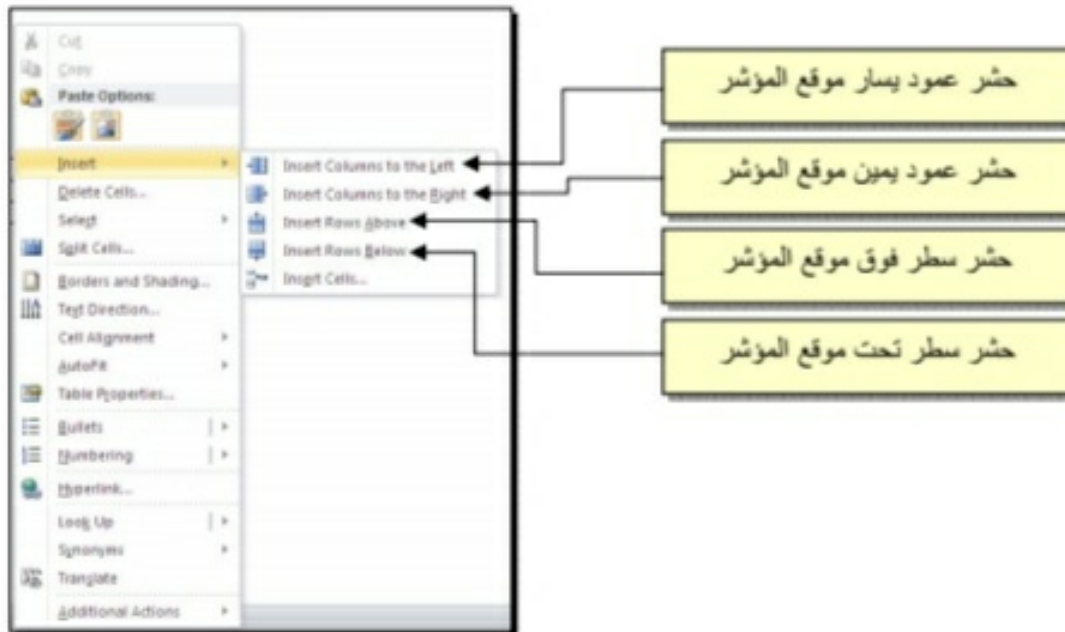 Cut
Copy
Paste Options:
Insert
Delete Cells...
Select
Split Cells...
Borders and Shading...
Text Direction...
Cell Alignment
AutoFit
Table Properties...
Bullets
Numbering
Hyperlink...
Look Up
Synonyms
Translate
Additional Actions
Insert Columns to the Left
Insert Columns to the Right
Insert Rows Above
Insert Rows Below
Insert Cells...
حشر عمود يسار موقع المؤشر
حشر عمود يمين موقع المؤشر
حشر سطر فوق موقع المؤشر
حشر سطر تحت موقع المؤشر